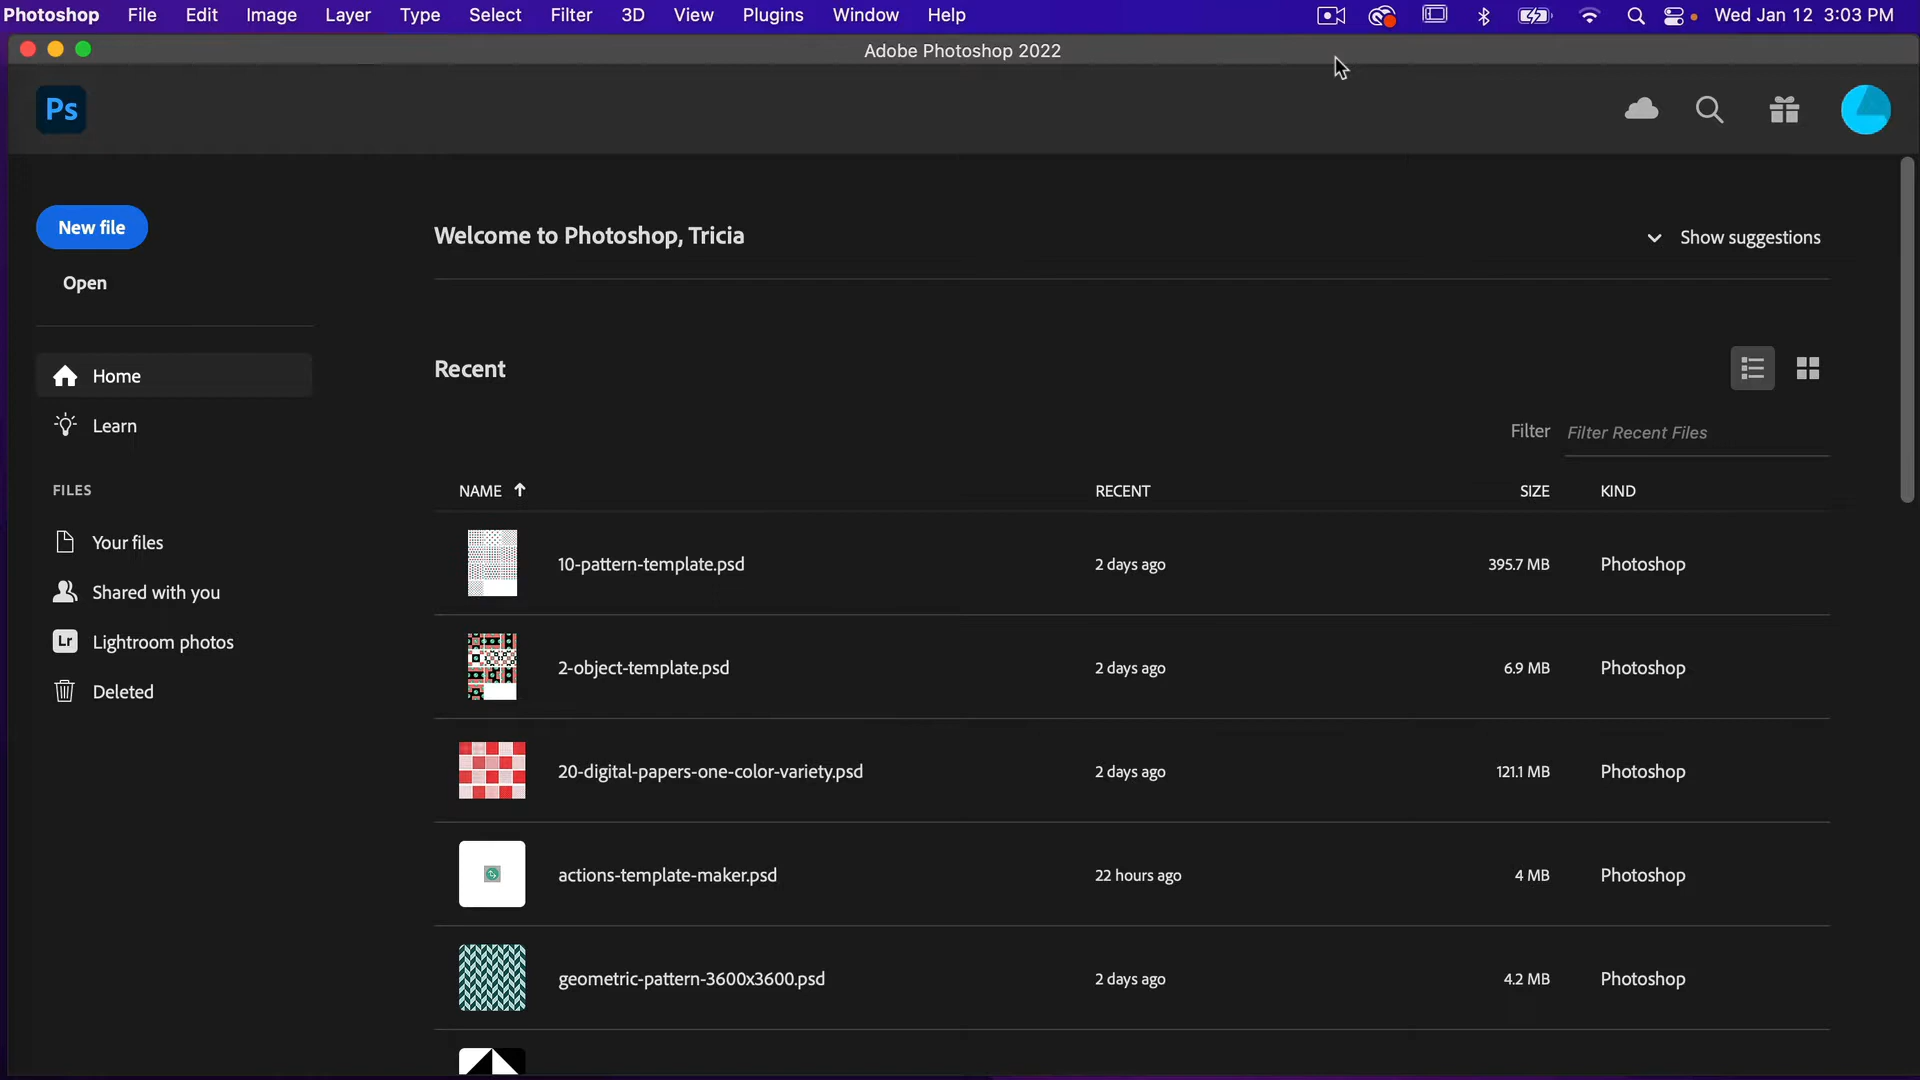 Photoshop File Edit Image Layer Type Select Filter 3D View Plugins Window Help Wed Jan 12 3:03 PM
Adobe Photoshop 2022
Ps
New file
Open
Welcome to Photoshop, Tricia
Show suggestions
Home
Learn
FILES
Your files
Shared with you
Lr Lightroom photos
Deleted
Recent
Filter Filter Recent Files
NAME RECENT SIZE KIND
10-pattern-template.psd 2 days ago 395.7 MB Photoshop
2-object-template.psd 2 days ago 6.9 MB Photoshop
20-digital-papers-one-color-variety.psd 2 days ago 121.1 MB Photoshop
actions-template-maker.psd 22 hours ago 4 MB Photoshop
geometric-pattern-3600x3600.psd 2 days ago 4.2 MB Photoshop